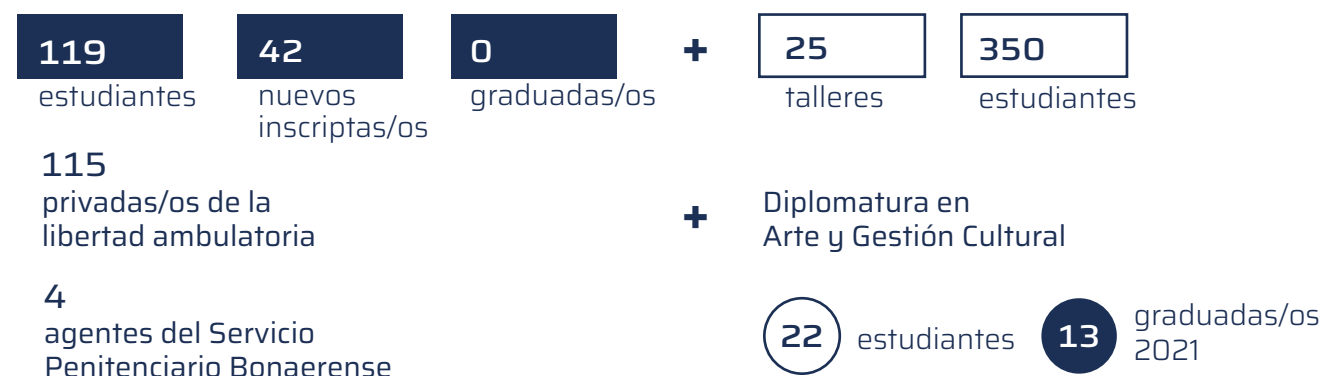 119
estudiantes
42
nuevos
inscriptas/os
0
graduadas/os
+
25
talleres
350
estudiantes
115
privadas/os de la
libertad ambulatoria
4
agentes del Servicio
Penitenciario Bonaerense
+
Diplomatura en
Arte y Gestión Cultural
22
estudiantes
13
graduadas/os
2021